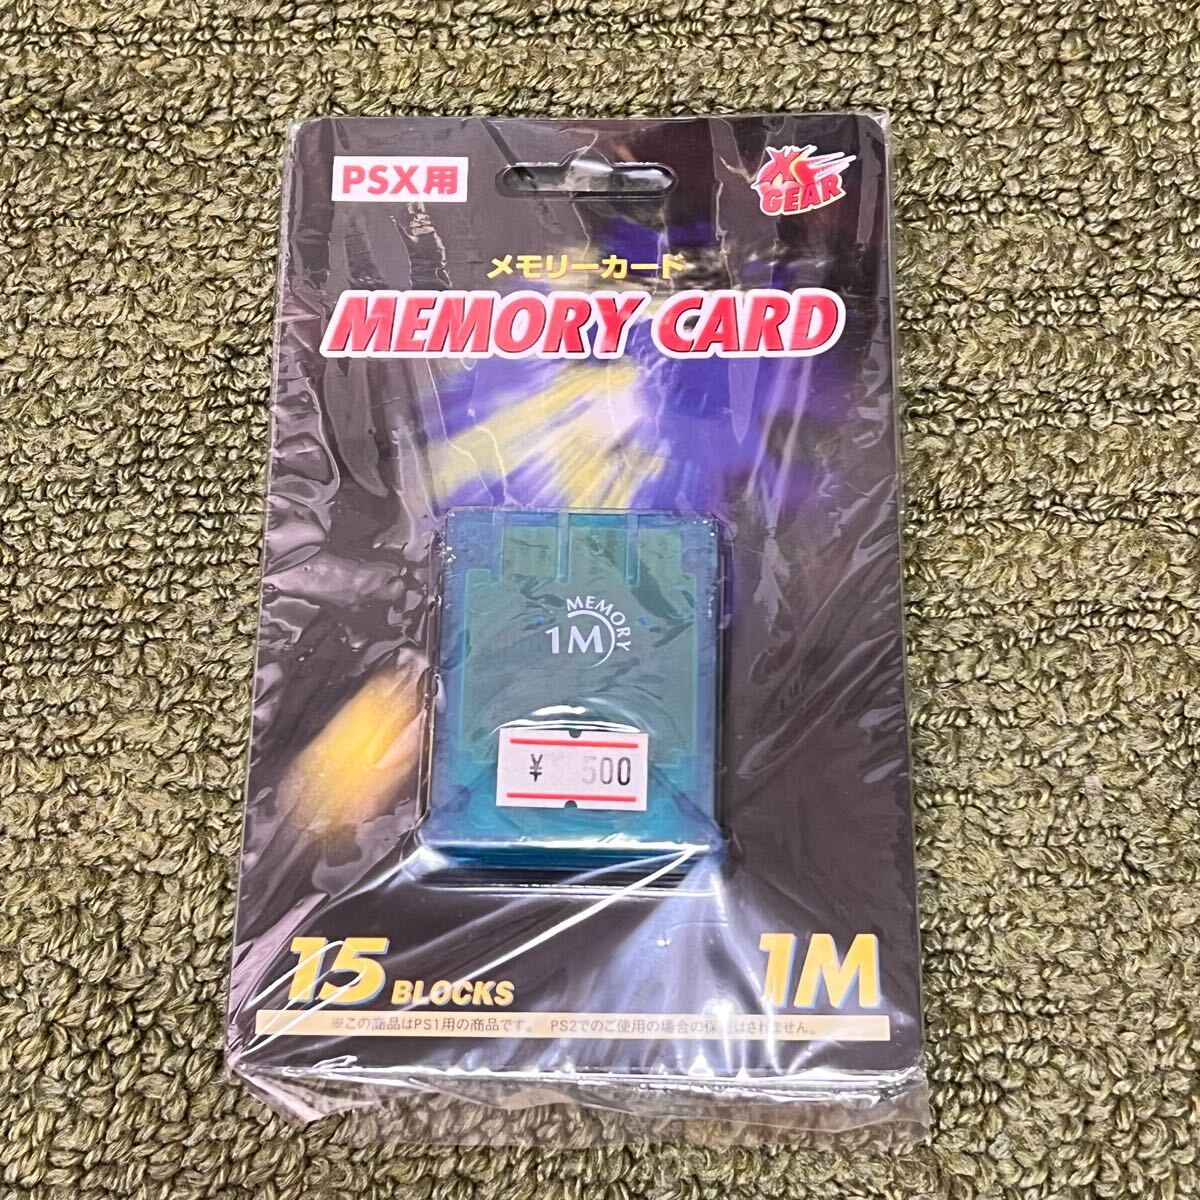 PSX用
X GEAR
メモリーカード
MEMORY CARD
MEMORY
1M
¥ 500
15 BLOCKS
1M
※この商品はPS1用の商品です。 PS2でのご使用の場合の保証はされません。